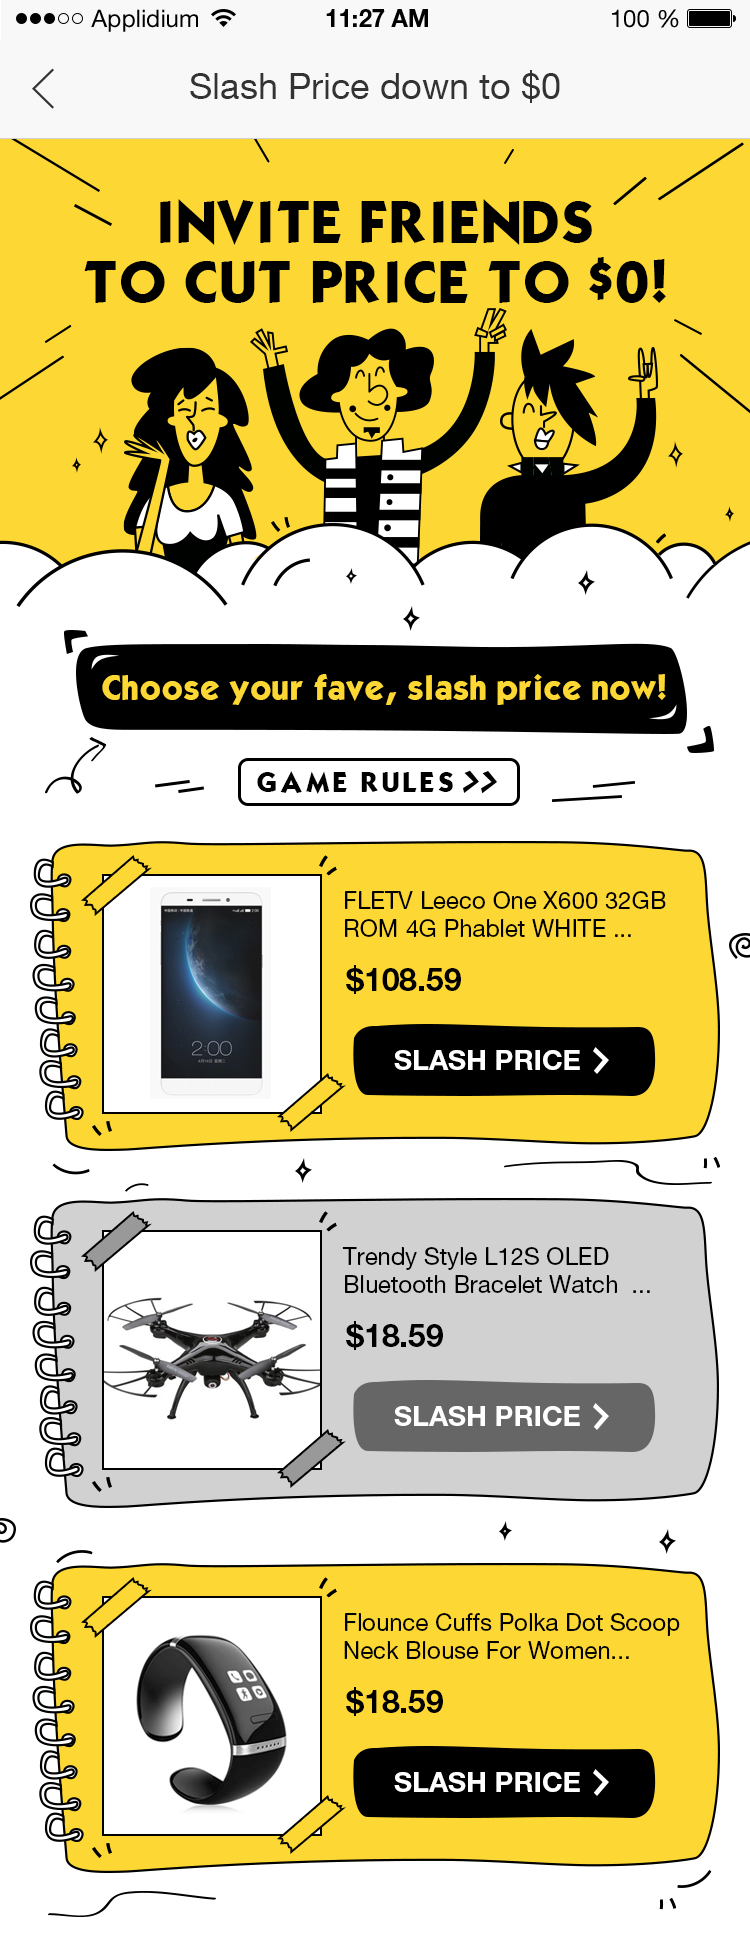 Applidium 11:27 AM 100 %
Slash Price down to $0
INVITE FRIENDS
TO CUT PRICE TO $0!
Choose your fave, slash price now!
GAME RULES
FLETV Leeco One X600 32GB
ROM 4G Phablet WHITE ...
$108.59
SLASH PRICE
2:00
Trendy Style L12S OLED
Bluetooth Bracelet Watch ...
$18.59
SLASH PRICE
Flounce Cuffs Polka Dot Scoop
Neck Blouse For Women...
$18.59
SLASH PRICE